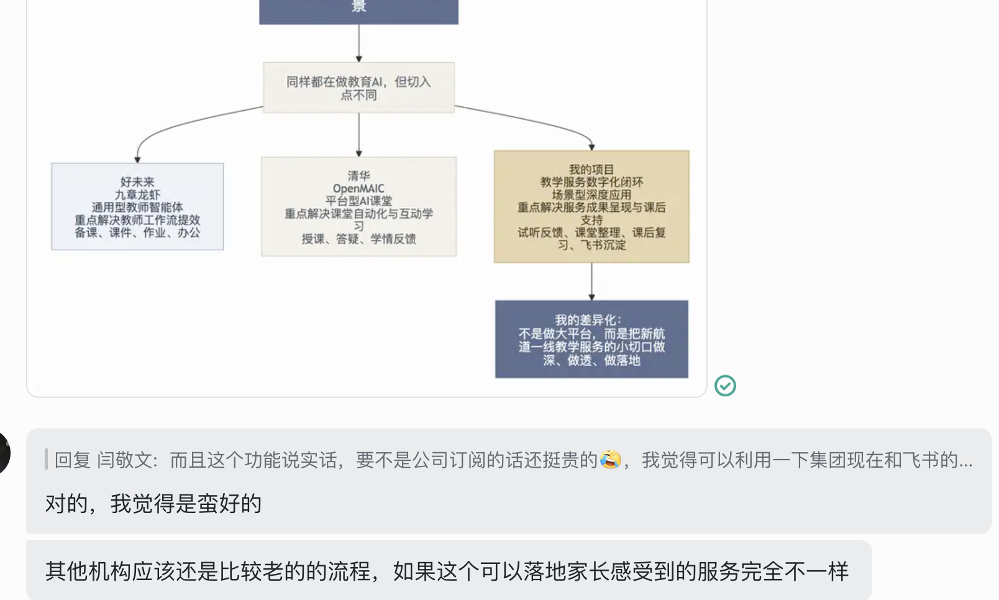 景
同样都在做教育AI，但切入
点不同
好未来
九章龙虾
通用型教师智能体
重点解决教师工作流提效
备课、课件、作业、办公
清华
OpenMAIC
平台型AI课堂
重点解决课堂自动化与互动学
习
授课、答疑、学情反馈
我的项目
教学服务数字化闭环
场景型深度应用
重点解决服务成果呈现与课后
支持
试听反馈、课堂整理、课后复
习、飞书沉淀
我的差异化：
不是做大平台，而是把新航
道一线教学服务的小切口做
深、做透、做落地
回复 闫敬文：而且这个功能说实话，要不是公司订阅的话还挺贵的😂，我觉得可以利用一下集团现在和飞书的...
对的，我觉得是蛮好的
其他机构应该还是比较老的的流程，如果这个可以落地家长感受到的服务完全不一样